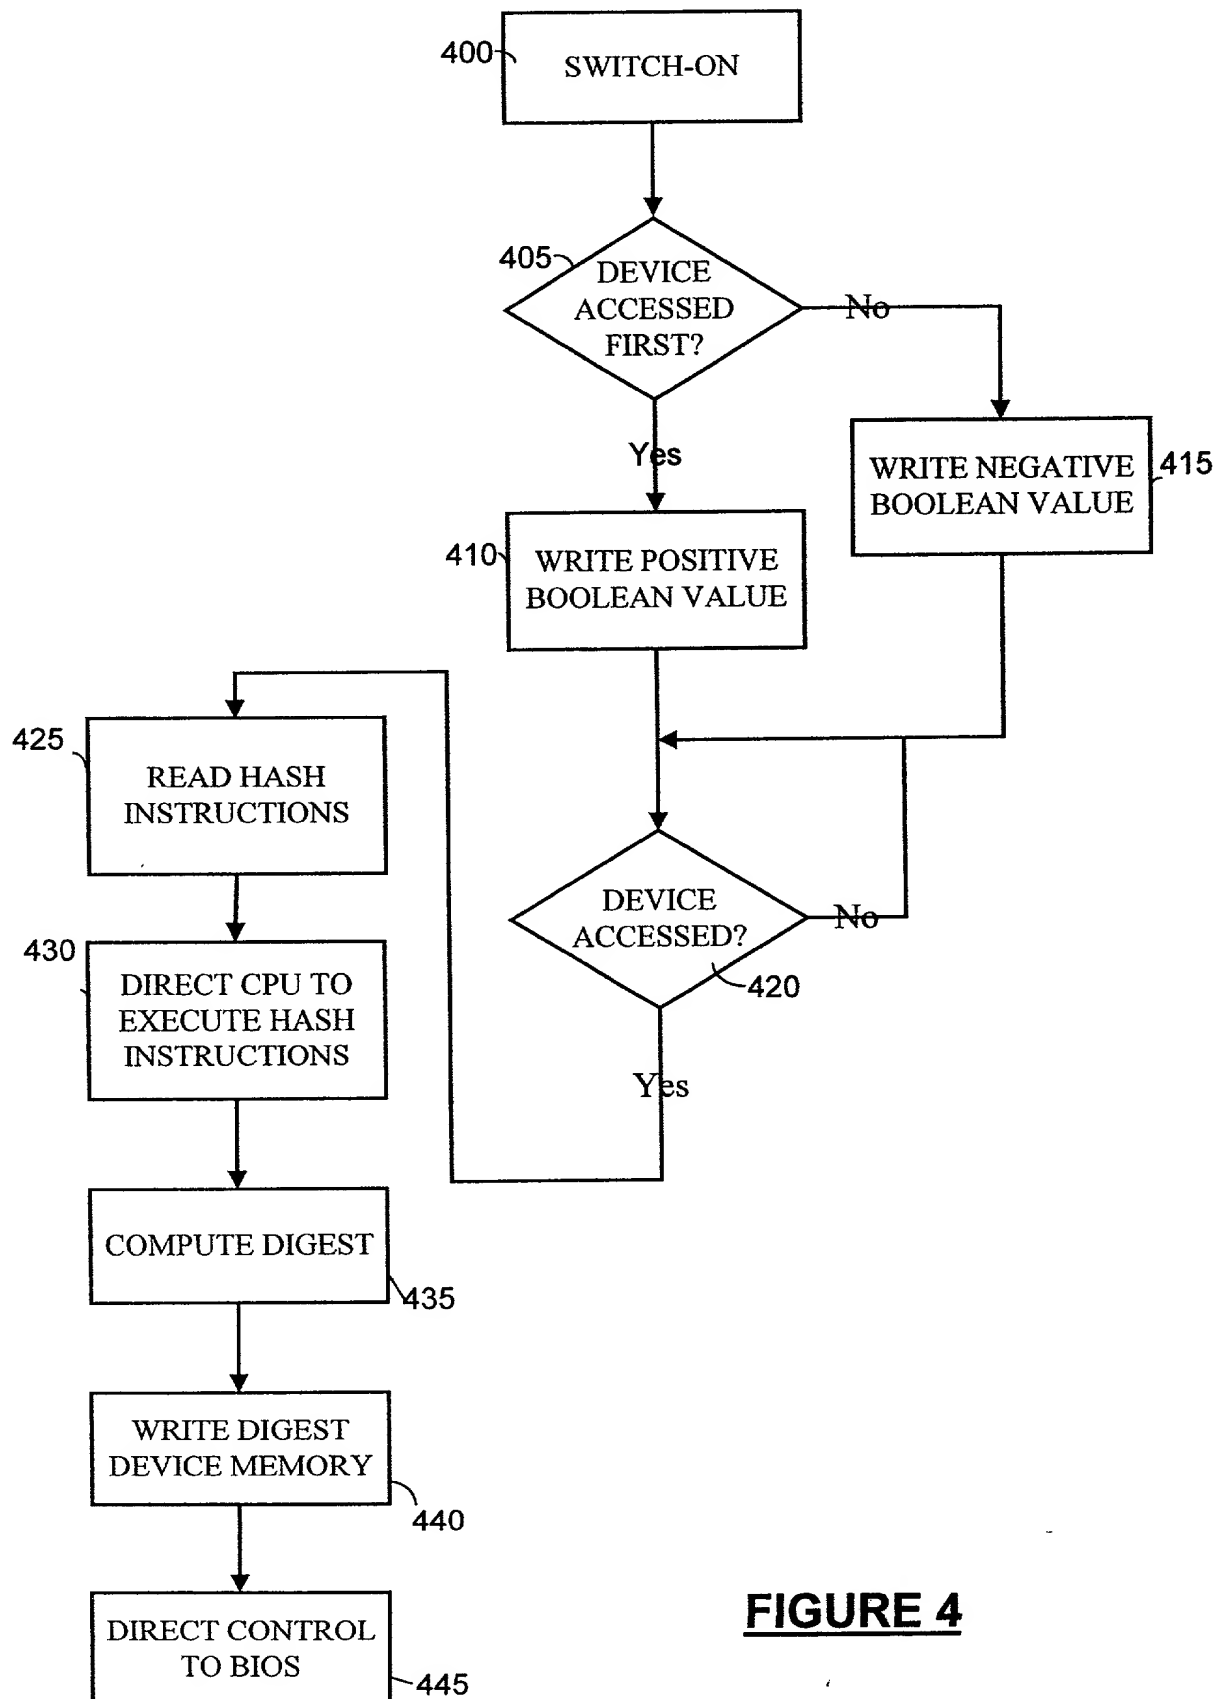 400
SWITCH-ON
405
DEVICE
ACCESSED
FIRST?
No
Yes
WRITE NEGATIVE
BOOLEAN VALUE
415
410
WRITE POSITIVE
BOOLEAN VALUE
425
READ HASH
INSTRUCTIONS
DEVICE
ACCESSED?
No
420
Yes
430
DIRECT CPU TO
EXECUTE HASH
INSTRUCTIONS
COMPUTE DIGEST
435
WRITE DIGEST
DEVICE MEMORY
440
DIRECT CONTROL
TO BIOS
445
FIGURE 4